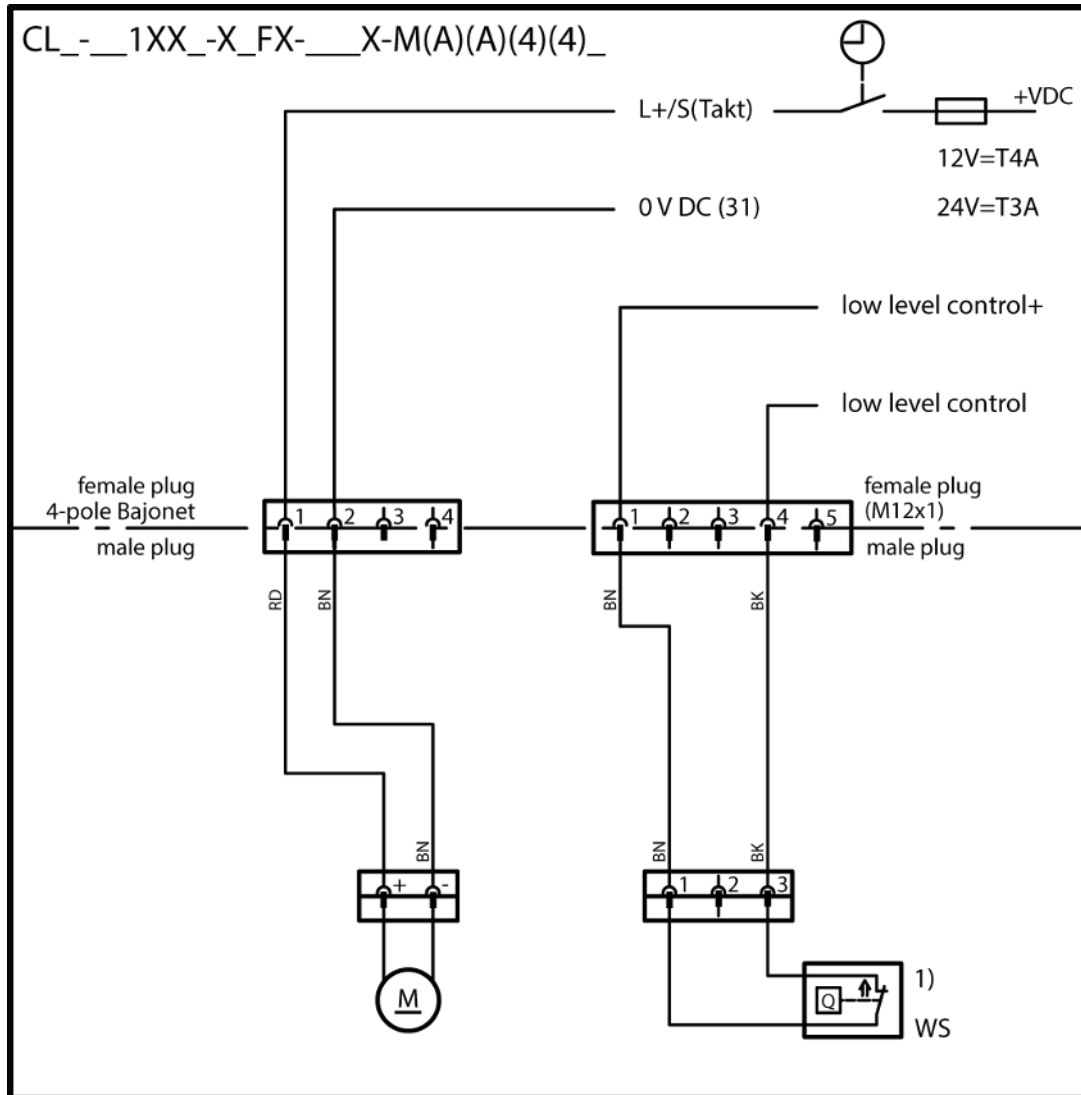 CL_-__1XX_-X_FX-___X-M(A)(A)(4)(4)_
L+/S(Takt)
+VDC
12V=T4A
0 V DC (31)
24V=T3A
low level control+
low level control
female plug
4-pole Bajonet
male plug
1 2 3 4
1 2 3 4 5
female plug
(M12x1)
male plug
RD
BN
BN
BK
BN
BN
BK
+ -
1 2 3
M
Q
1)
WS